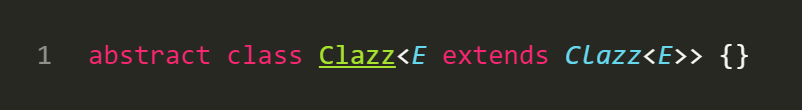 1 abstract class Clazz<E extends Clazz<E>> {}